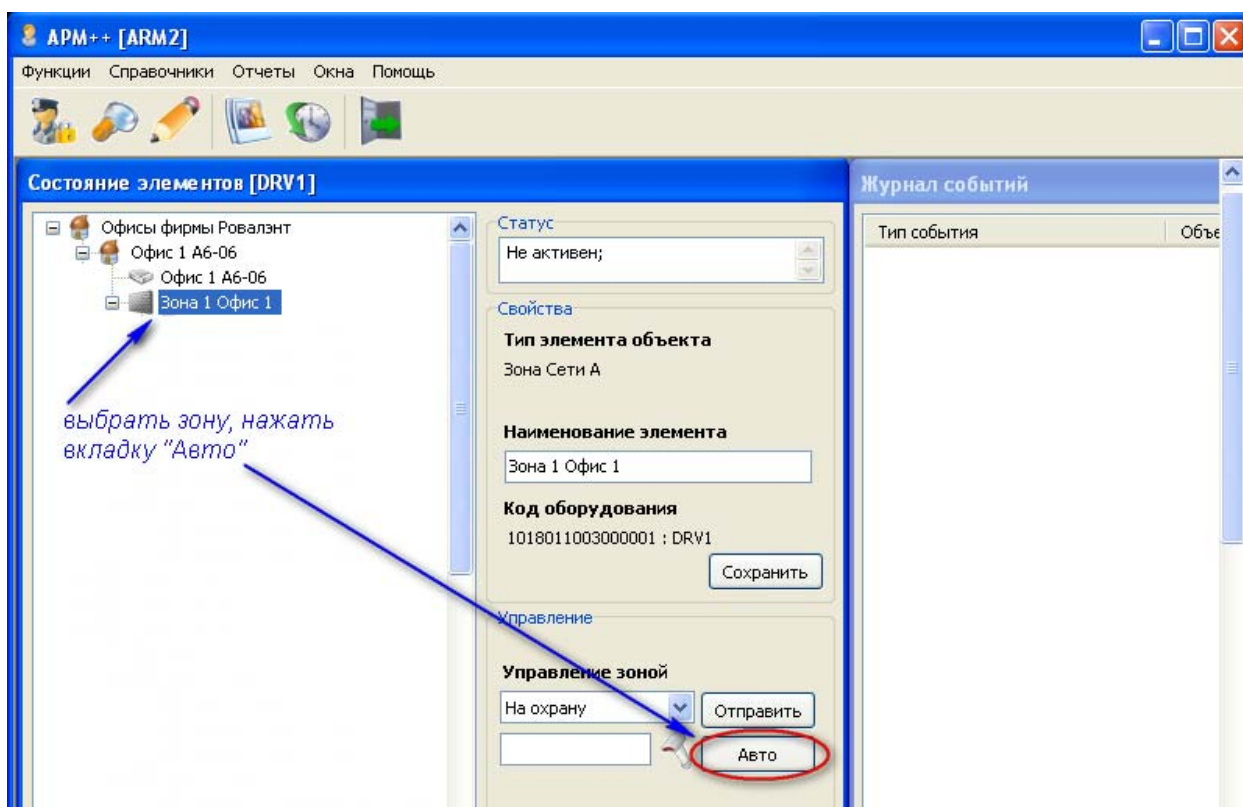 АРМ++ [ARM2]
Функции Справочники Отчеты Окна Помощь
Состояние элементов [DRV1]
Офисы фирмы Ровалэнт
Офис 1 А6-06
Офис 1 А6-06
Зона 1 Офис 1
выбрать зону, нажать
вкладку "Авто"
Статус
Не активен;
Свойства
Тип элемента объекта
Зона Сети А
Наименование элемента
Зона 1 Офис 1
Код оборудования
1018011003000001 : DRV1
Сохранить
Управление
Управление зоной
На охрану
Отправить
Авто
Журнал событий
Тип события Объе